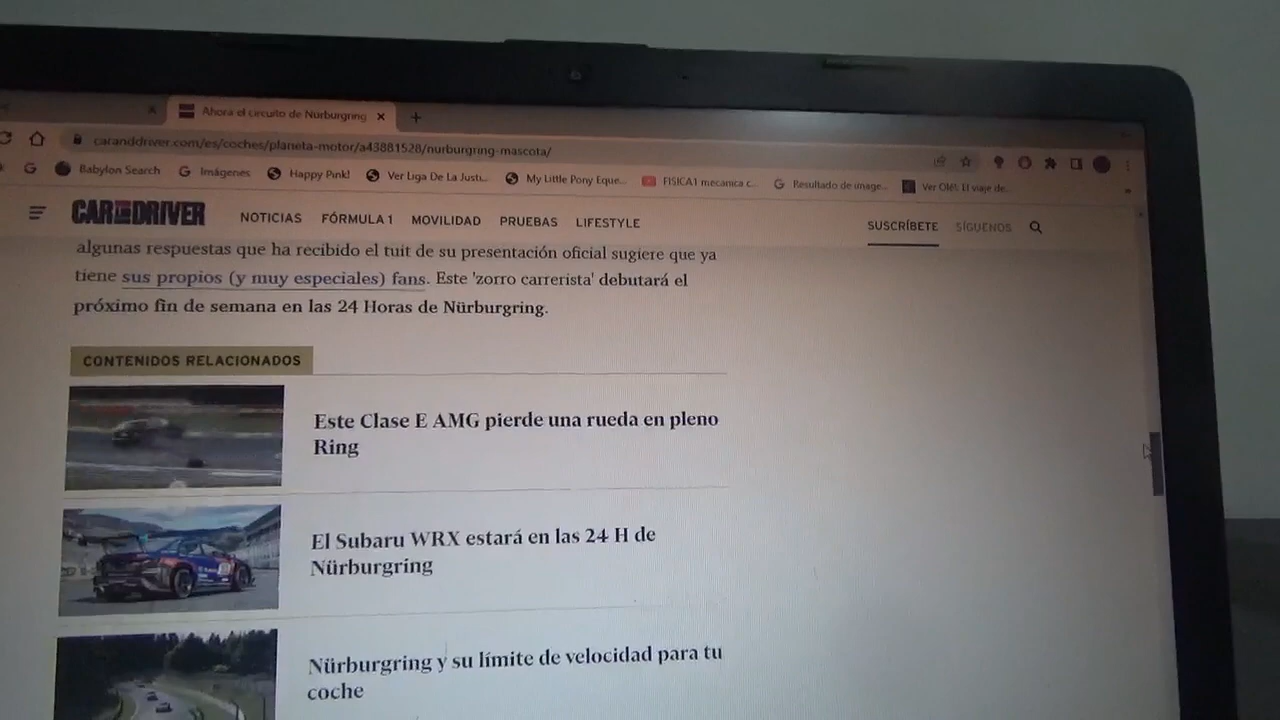 Ahora el circuito de Nürburgring
caranddriver.com/es/coches/planeta-motor/a43881528/nurburgring-mascota/
Babylon Search
Imágenes
Happy Pink!
Ver Liga De La Justi...
My Little Pony Eque...
FISICA1 mecanica c...
Resultado de image...
Ver Olé!: El viaje de...
CAR AND DRIVER
NOTICIAS FÓRMULA 1 MOVILIDAD PRUEBAS LIFESTYLE
SUSCRÍBETE SÍGUENOS
algunas respuestas que ha recibido el tuit de su presentación oficial sugiere que ya
tiene sus propios (y muy especiales) fans. Este 'zorro carrerista' debutará el
próximo fin de semana en las 24 Horas de Nürburgring.
CONTENIDOS RELACIONADOS
Este Clase E AMG pierde una rueda en pleno
Ring
El Subaru WRX estará en las 24 H de
Nürburgring
Nürburgring y su límite de velocidad para tu
coche